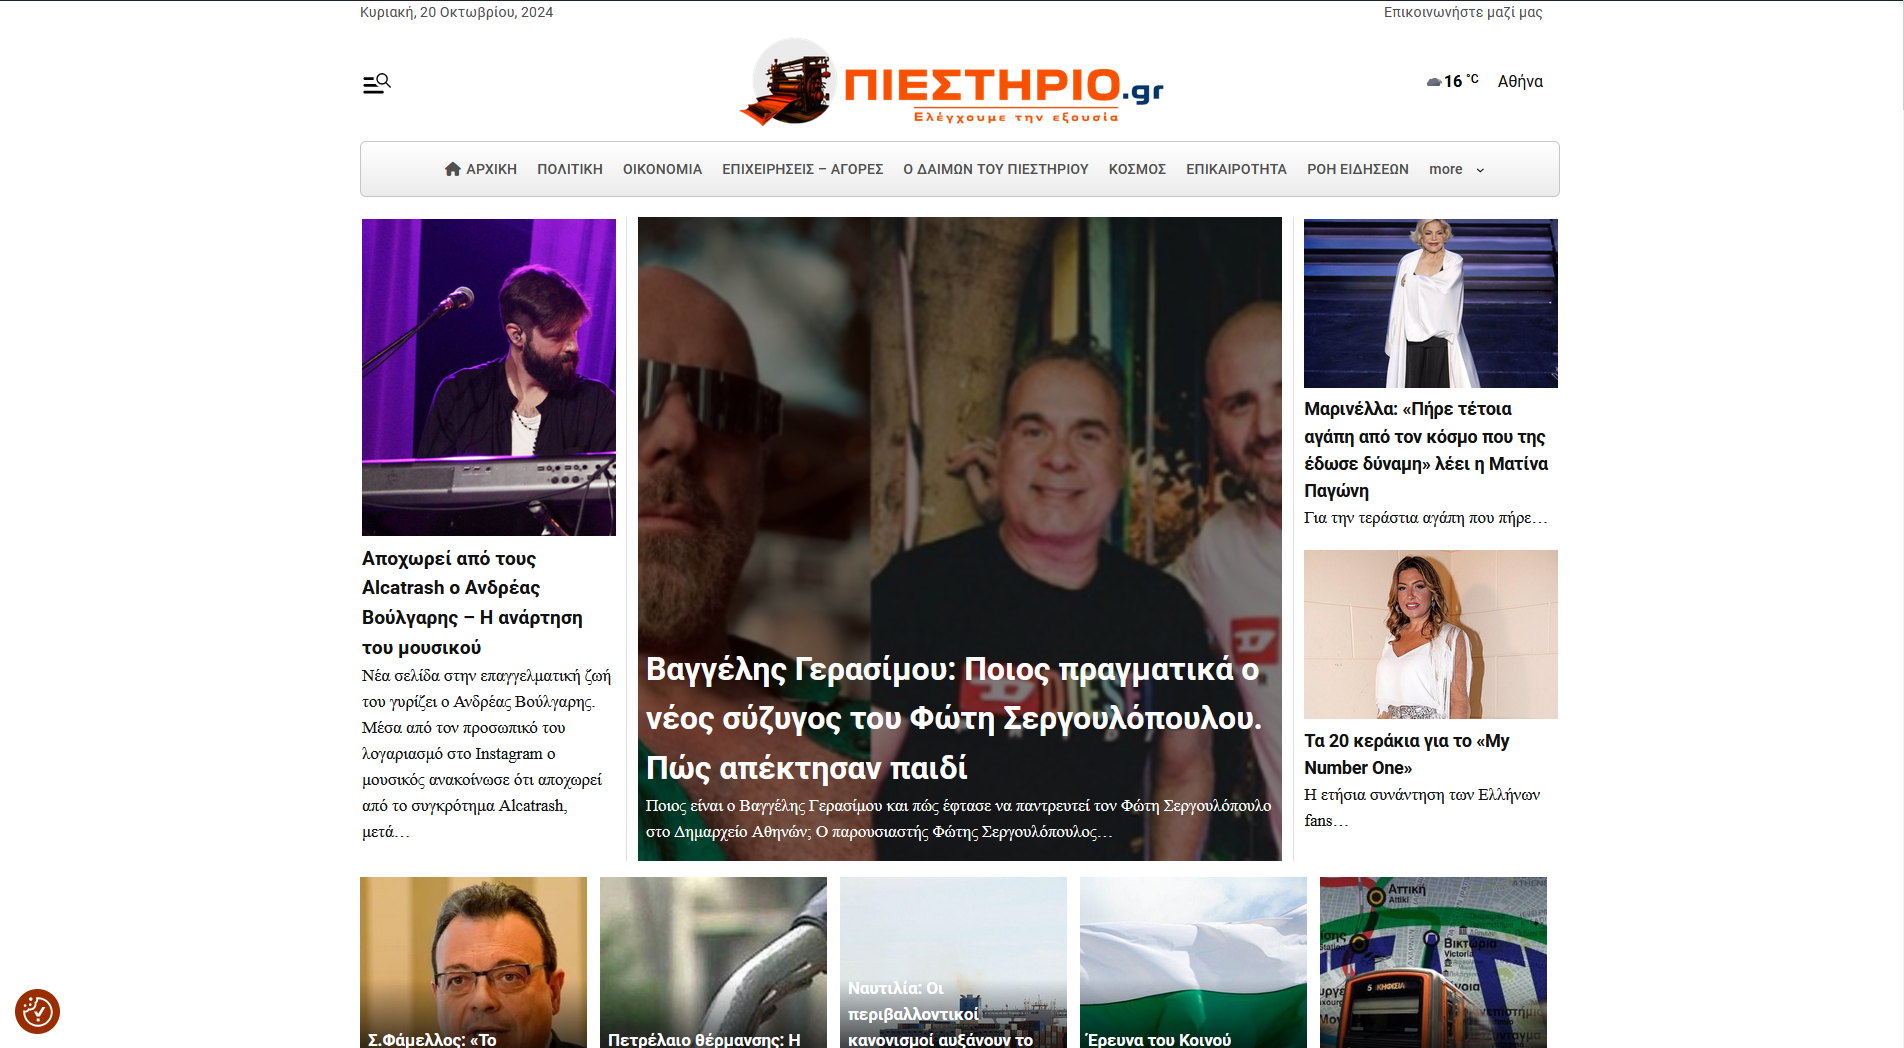 Κυριακή, 20 Οκτωβρίου, 2024
Επικοινωνήστε μαζί μας
ΠΙΕΣΤΗΡΙΟ.gr
Ελέγχουμε την εξουσία
16 °C Αθήνα
ΑΡΧΙΚΗ ΠΟΛΙΤΙΚΗ ΟΙΚΟΝΟΜΙΑ ΕΠΙΧΕΙΡΗΣΕΙΣ – ΑΓΟΡΕΣ Ο ΔΑΙΜΩΝ ΤΟΥ ΠΙΕΣΤΗΡΙΟΥ ΚΟΣΜΟΣ ΕΠΙΚΑΙΡΟΤΗΤΑ ΡΟΗ ΕΙΔΗΣΕΩΝ more
Αποχωρεί από τους
Alcatrash ο Ανδρέας
Βούλγαρης – Η ανάρτηση
του μουσικού
Νέα σελίδα στην επαγγελματική ζωή
του γυρίζει ο Ανδρέας Βούλγαρης.
Μέσα από τον προσωπικό του
λογαριασμό στο Instagram ο
μουσικός ανακοίνωσε ότι αποχωρεί
από το συγκρότημα Alcatrash,
μετά…
Βαγγέλης Γερασίμου: Ποιος πραγματικά ο
νέος σύζυγος του Φώτη Σεργουλόπουλου.
Πώς απέκτησαν παιδί
Ποιος είναι ο Βαγγέλης Γερασίμου και πώς έφτασε να παντρευτεί τον Φώτη Σεργουλόπουλο
στο Δημαρχείο Αθηνών; Ο παρουσιαστής Φώτης Σεργουλόπουλος…
Μαρινέλλα: «Πήρε τέτοια
αγάπη από τον κόσμο που της
έδωσε δύναμη» λέει η Ματίνα
Παγώνη
Για την τεράστια αγάπη που πήρε…
Τα 20 κεράκια για το «My
Number One»
Η ετήσια συνάντηση των Ελλήνων
fans…
Σ.Φάμελλος: «Το
Πετρέλαιο θέρμανσης: Η
Ναυτιλία: Οι
περιβαλλοντικοί
κανονισμοί αυξάνουν το
Έρευνα του Κοινού
Αττική
Attiki
Βικτώρια
Victoria
5 ΚΗΦΙΣΙΑ